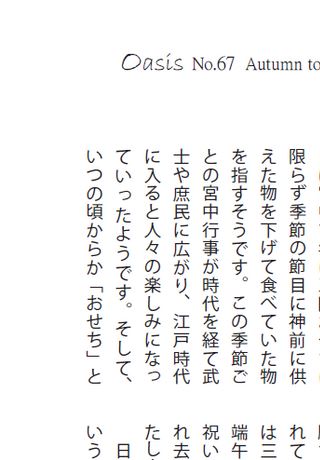 Oasis No.67 Autumn to
限らず季節の節目に神前に供
えた物を下げて食べていた物
を指すそうです。この季節ご
との宮中行事が時代を経て武
士や庶民に広がり、江戸時代
に入ると人々の楽しみになっ
ていったようです。そして、
いつの頃からか「おせち」と
れて
は三
端午
祝い
れ去
たし
日
いう